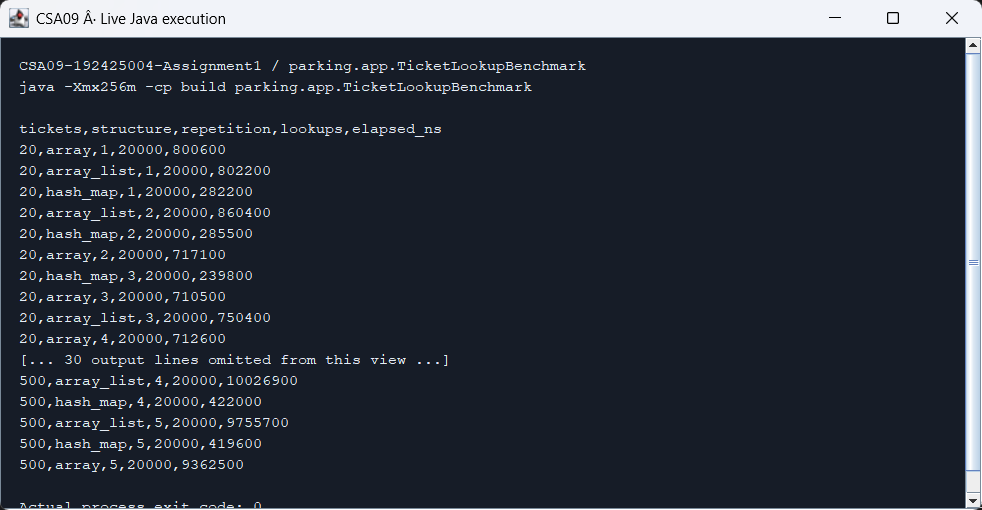 CSA09 Â· Live Java execution
CSA09-192425004-Assignment1 / parking.app.TicketLookupBenchmark
java -Xmx256m -cp build parking.app.TicketLookupBenchmark
tickets,structure,repetition,lookups,elapsed_ns
20,array,1,20000,800600
20,array_list,1,20000,802200
20,hash_map,1,20000,282200
20,array_list,2,20000,860400
20,hash_map,2,20000,285500
20,array,2,20000,717100
20,hash_map,3,20000,239800
20,array,3,20000,710500
20,array_list,3,20000,750400
20,array,4,20000,712600
[... 30 output lines omitted from this view ...]
500,array_list,4,20000,10026900
500,hash_map,4,20000,422000
500,array_list,5,20000,9755700
500,hash_map,5,20000,419600
500,array,5,20000,9362500
Actual process exit code: 0